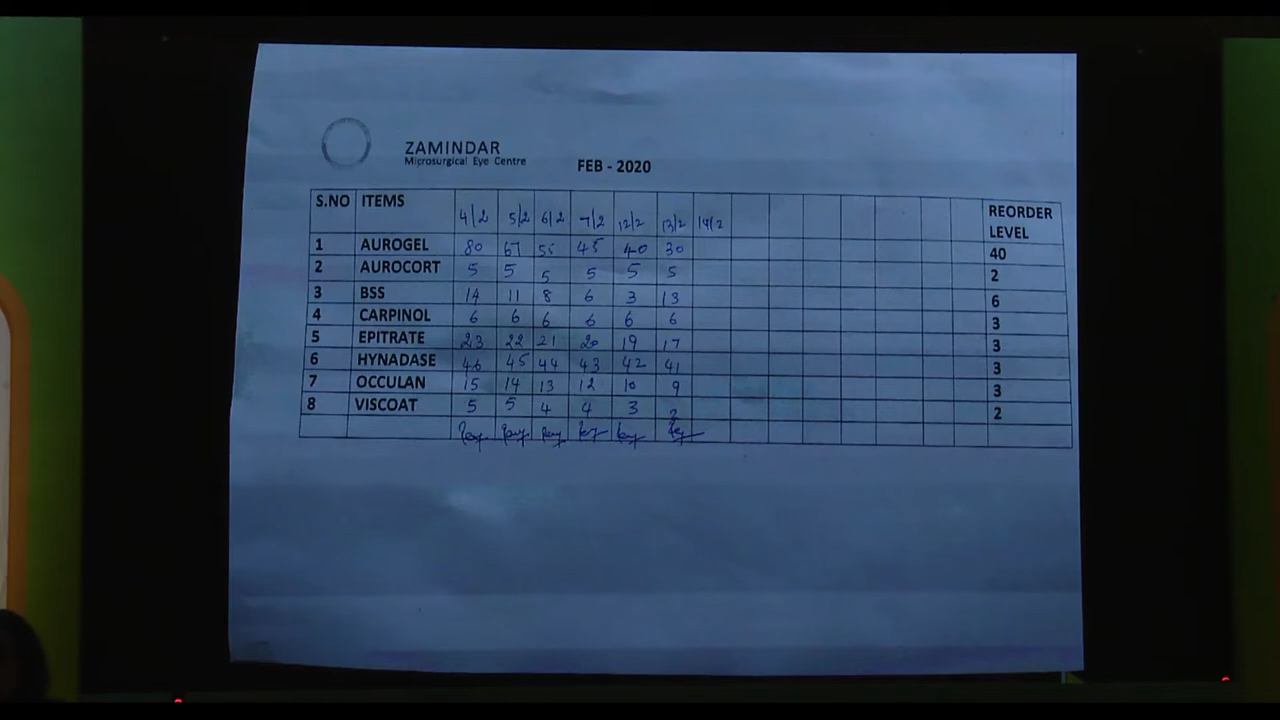 ZAMINDAR
Microsurgical Eye Centre
FEB - 2020
S.NO ITEMS 4/2 5/2 6/2 7/2 12/2 13/2 14/2 REORDER LEVEL
1 AUROGEL 80 67 55 45 40 30 40
2 AUROCORT 5 5 5 5 5 5 2
3 BSS 14 11 8 6 3 13 6
4 CARPINOL 6 6 6 6 6 6 3
5 EPITRATE 23 22 21 20 19 17 3
6 HYNADASE 46 45 44 43 42 41 3
7 OCCULAN 15 14 13 12 10 9 3
8 VISCOAT 5 5 4 4 3 2 2